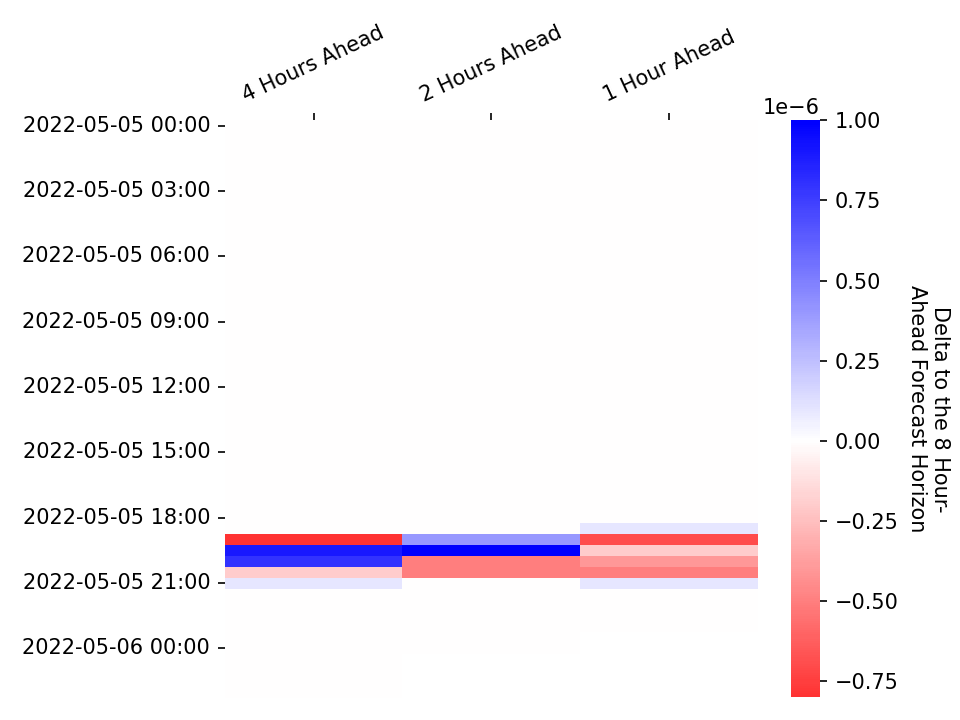 4 Hours Ahead
2 Hours Ahead
1 Hour Ahead
2022-05-05 00:00
2022-05-05 03:00
2022-05-05 06:00
2022-05-05 09:00
2022-05-05 12:00
2022-05-05 15:00
2022-05-05 18:00
2022-05-05 21:00
2022-05-06 00:00
1e−6
1.00
0.75
0.50
0.25
0.00
−0.25
−0.50
−0.75
Delta to the 8 Hour-
Ahead Forecast Horizon